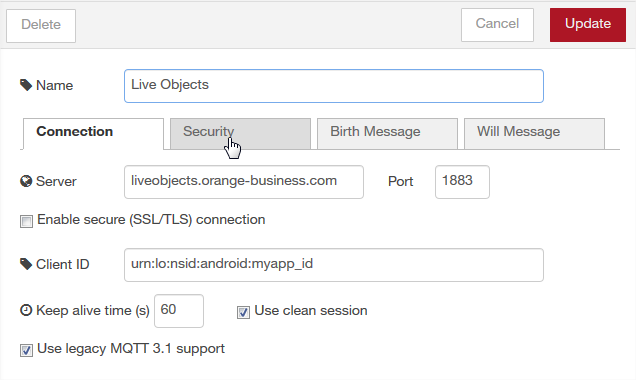 Delete Cancel Update
Name Live Objects
Connection Security Birth Message Will Message
Server liveobjects.orange-business.com Port 1883
Enable secure (SSL/TLS) connection
Client ID urn:lo:nsid:android:myapp_id
Keep alive time (s) 60 Use clean session
Use legacy MQTT 3.1 support